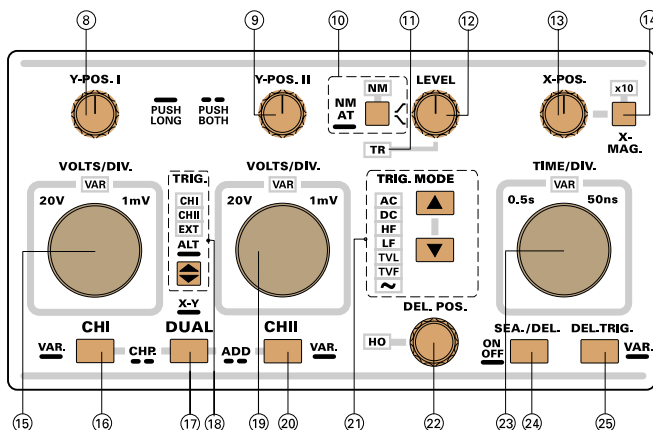 8 9 10 11 12 13 14
Y-POS. I
Y-POS. II
NM
LEVEL
X-POS.
x10
PUSH LONG
PUSH BOTH
NM
AT
TR
X-MAG.
VOLTS/DIV.
VAR
20V 1mV
TRIG.
CHI
CHII
EXT
ALT
X-Y
VOLTS/DIV.
VAR
20V 1mV
TRIG. MODE
AC
DC
HF
LF
TVL
TVF
~
TIME/DIV.
VAR
0.5s 50ns
DEL. POS.
HO
CHI
VAR.
CHP.
DUAL
ADD
CHII
VAR.
SEA./DEL.
ON
OFF
DEL.TRIG.
VAR.
15 16 17 18 19 20 21 22 23 24 25